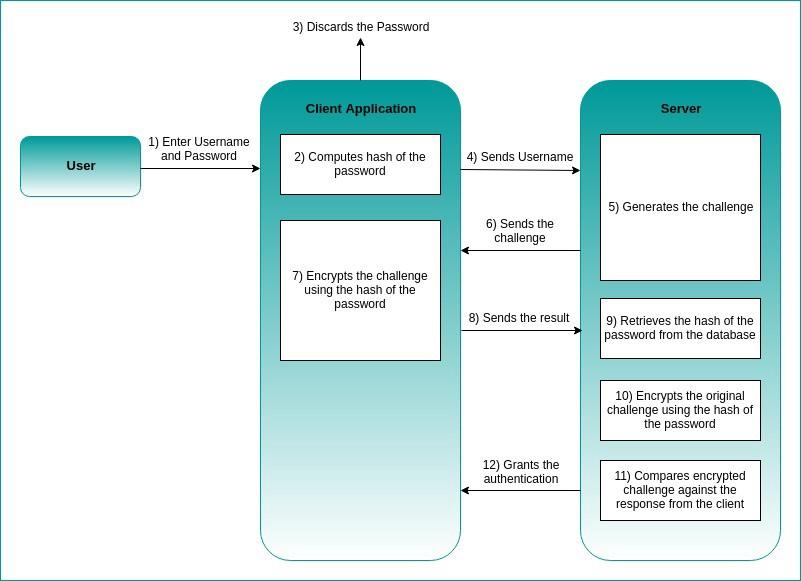 3) Discards the Password
Client Application
Server
User
1) Enter Username
and Password
2) Computes hash of the
password
4) Sends Username
5) Generates the challenge
6) Sends the
challenge
7) Encrypts the challenge
using the hash of the
password
8) Sends the result
9) Retrieves the hash of the
password from the database
10) Encrypts the original
challenge using the hash of
the password
11) Compares encrypted
challenge against the
response from the client
12) Grants the
authentication